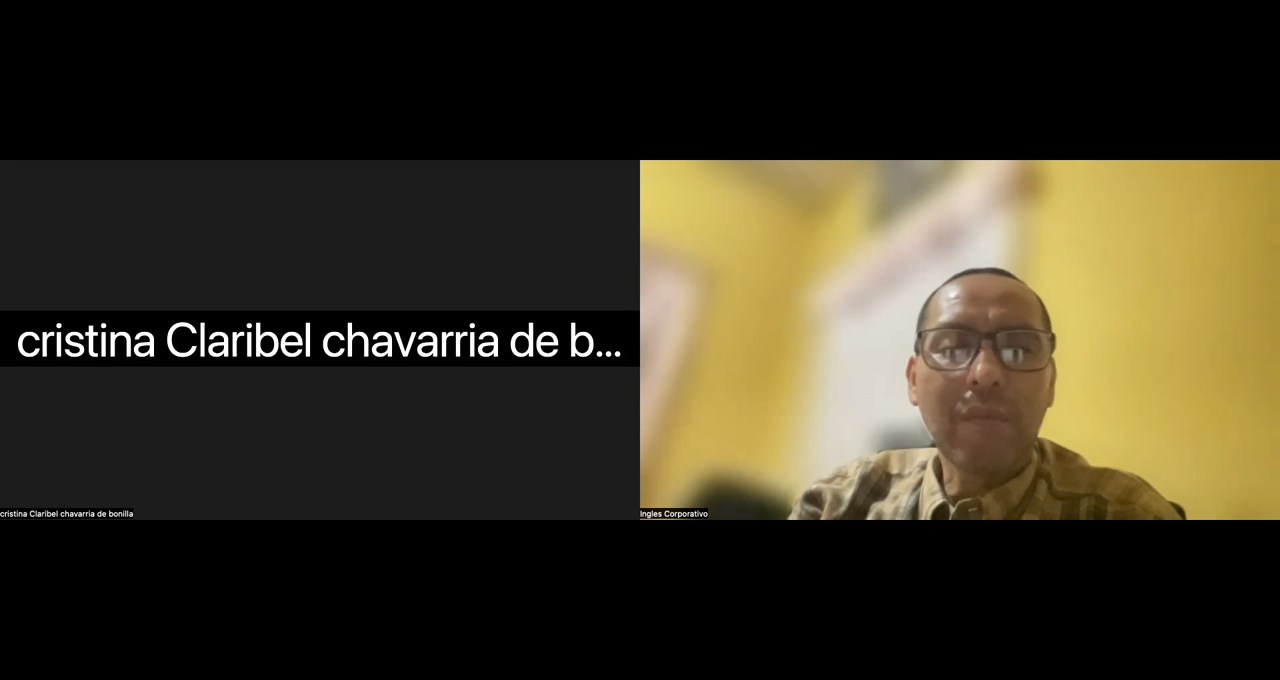 cristina Claribel chavarria de b...
cristina Claribel chavarria de bonilla
Ingles Corporativo